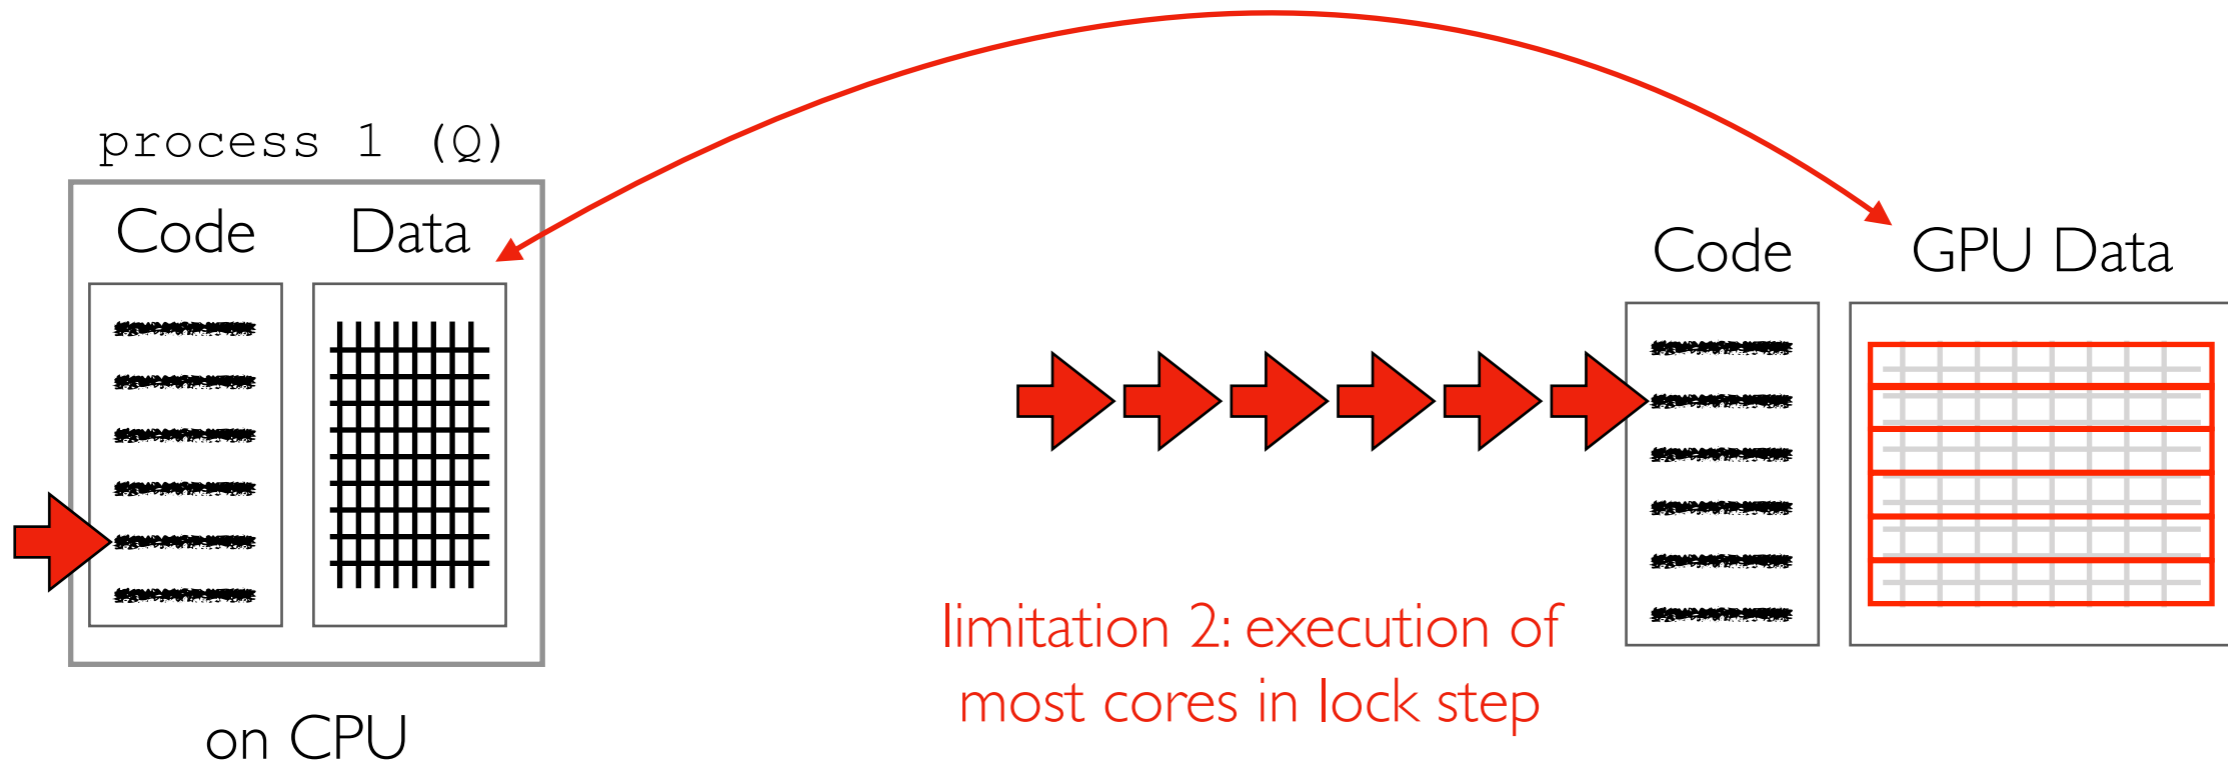 process 1 (Q)
Code
Data
on CPU
limitation 2: execution of
most cores in lock step
Code
GPU Data